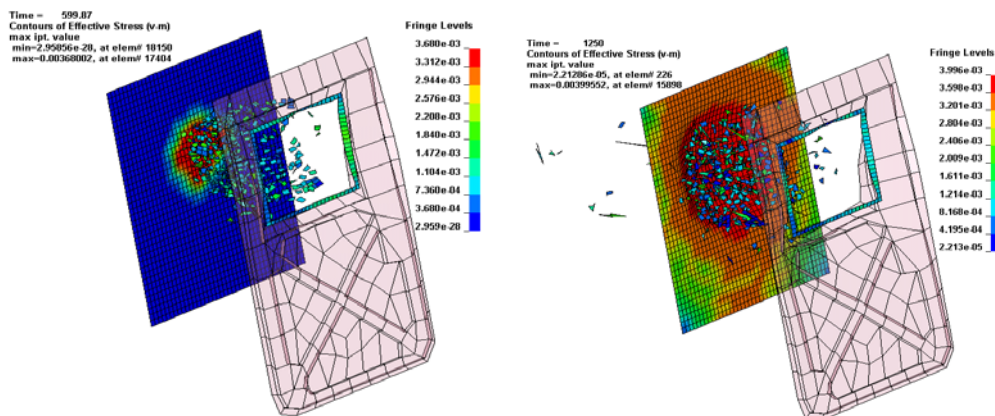 Time =    599.87
Contours of Effective Stress (v-m)
max ipt. value
min=2.95856e-28, at elem# 18150
max=0.00368002, at elem# 17404
Fringe Levels
3.680e-03
3.312e-03
2.944e-03
2.576e-03
2.208e-03
1.840e-03
1.472e-03
1.104e-03
7.360e-04
3.680e-04
2.959e-28
Time =    1250
Contours of Effective Stress (v-m)
max ipt. value
min=2.21286e-05, at elem# 226
max=0.00399552, at elem# 15898
Fringe Levels
3.996e-03
3.598e-03
3.201e-03
2.804e-03
2.406e-03
2.009e-03
1.611e-03
1.214e-03
8.168e-04
4.195e-04
2.213e-05